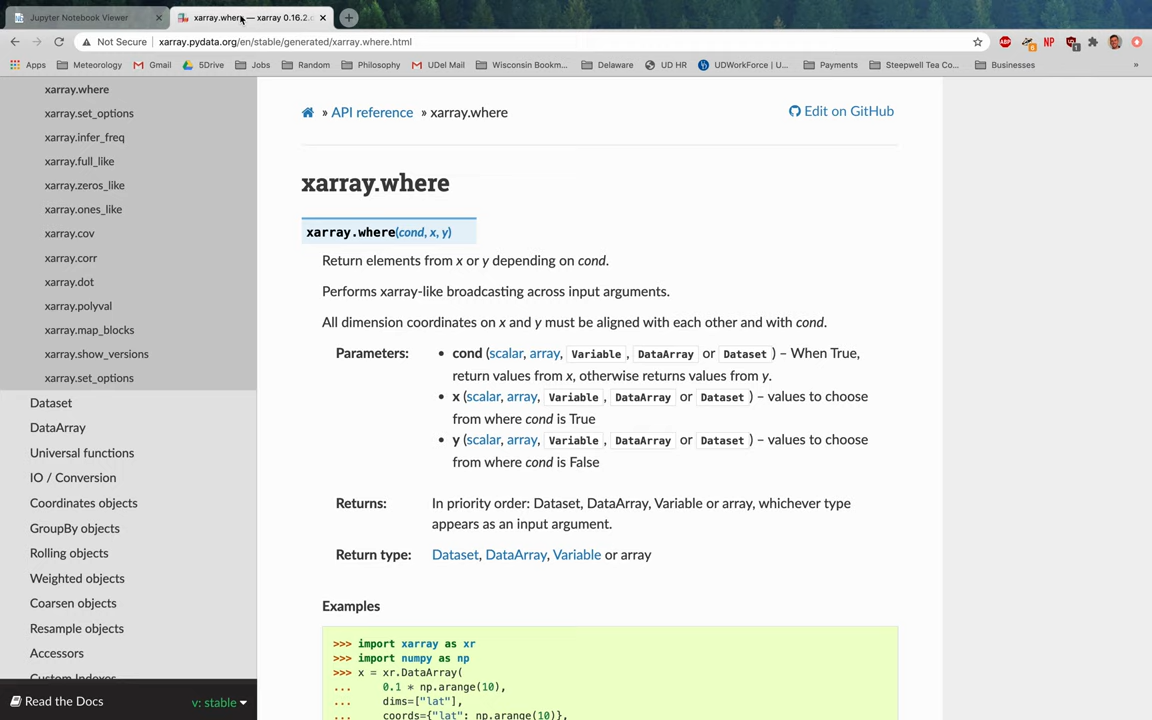 Jupyter Notebook Viewer
xarray.where — xarray 0.16.2.
Not Secure
xarray.pydata.org/en/stable/generated/xarray.where.html
Apps
Meteorology
Gmail
5Drive
Jobs
Random
Philosophy
UDel Mail
Wisconsin Bookm...
Delaware
UD HR
UDWorkForce | U...
Payments
Steepwell Tea Co...
Businesses
»
xarray.where
xarray.set_options
xarray.infer_freq
xarray.full_like
xarray.zeros_like
xarray.ones_like
xarray.cov
xarray.corr
xarray.dot
xarray.polyval
xarray.map_blocks
xarray.show_versions
xarray.set_options
Dataset
DataArray
Universal functions
IO / Conversion
Coordinates objects
GroupBy objects
Rolling objects
Weighted objects
Coarsen objects
Resample objects
Accessors
Custom Indexes
Read the Docs
v: stable
» API reference » xarray.where
Edit on GitHub
xarray.where
xarray.where(cond, x, y)
Return elements from x or y depending on cond.
Performs xarray-like broadcasting across input arguments.
All dimension coordinates on x and y must be aligned with each other and with cond.
Parameters:
• cond (scalar, array, Variable, DataArray or Dataset) – When True,
return values from x, otherwise returns values from y.
• x (scalar, array, Variable, DataArray or Dataset) – values to choose
from where cond is True
• y (scalar, array, Variable, DataArray or Dataset) – values to choose
from where cond is False
Returns:
In priority order: Dataset, DataArray, Variable or array, whichever type
appears as an input argument.
Return type:
Dataset, DataArray, Variable or array
Examples
>>> import xarray as xr
>>> import numpy as np
>>> x = xr.DataArray(
... 0.1 * np.arange(10),
... dims=["lat"],
... coords={"lat": np.arange(10)},